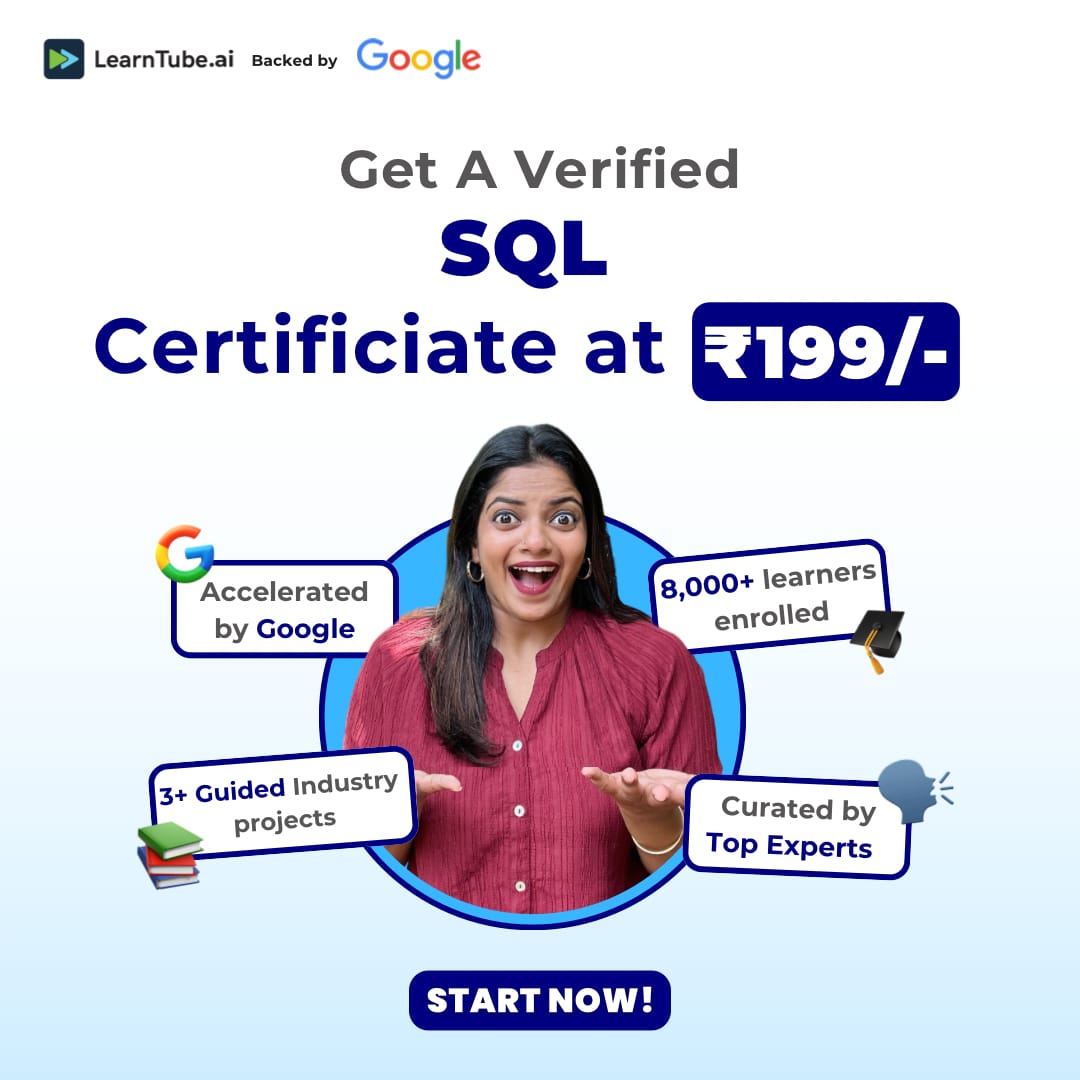 LearnTube.ai Backed by Google
Get A Verified
SQL
Certificiate at ₹199/-
Accelerated
by Google
8,000+ learners
enrolled
3+ Guided Industry
projects
Curated by
Top Experts
START NOW!